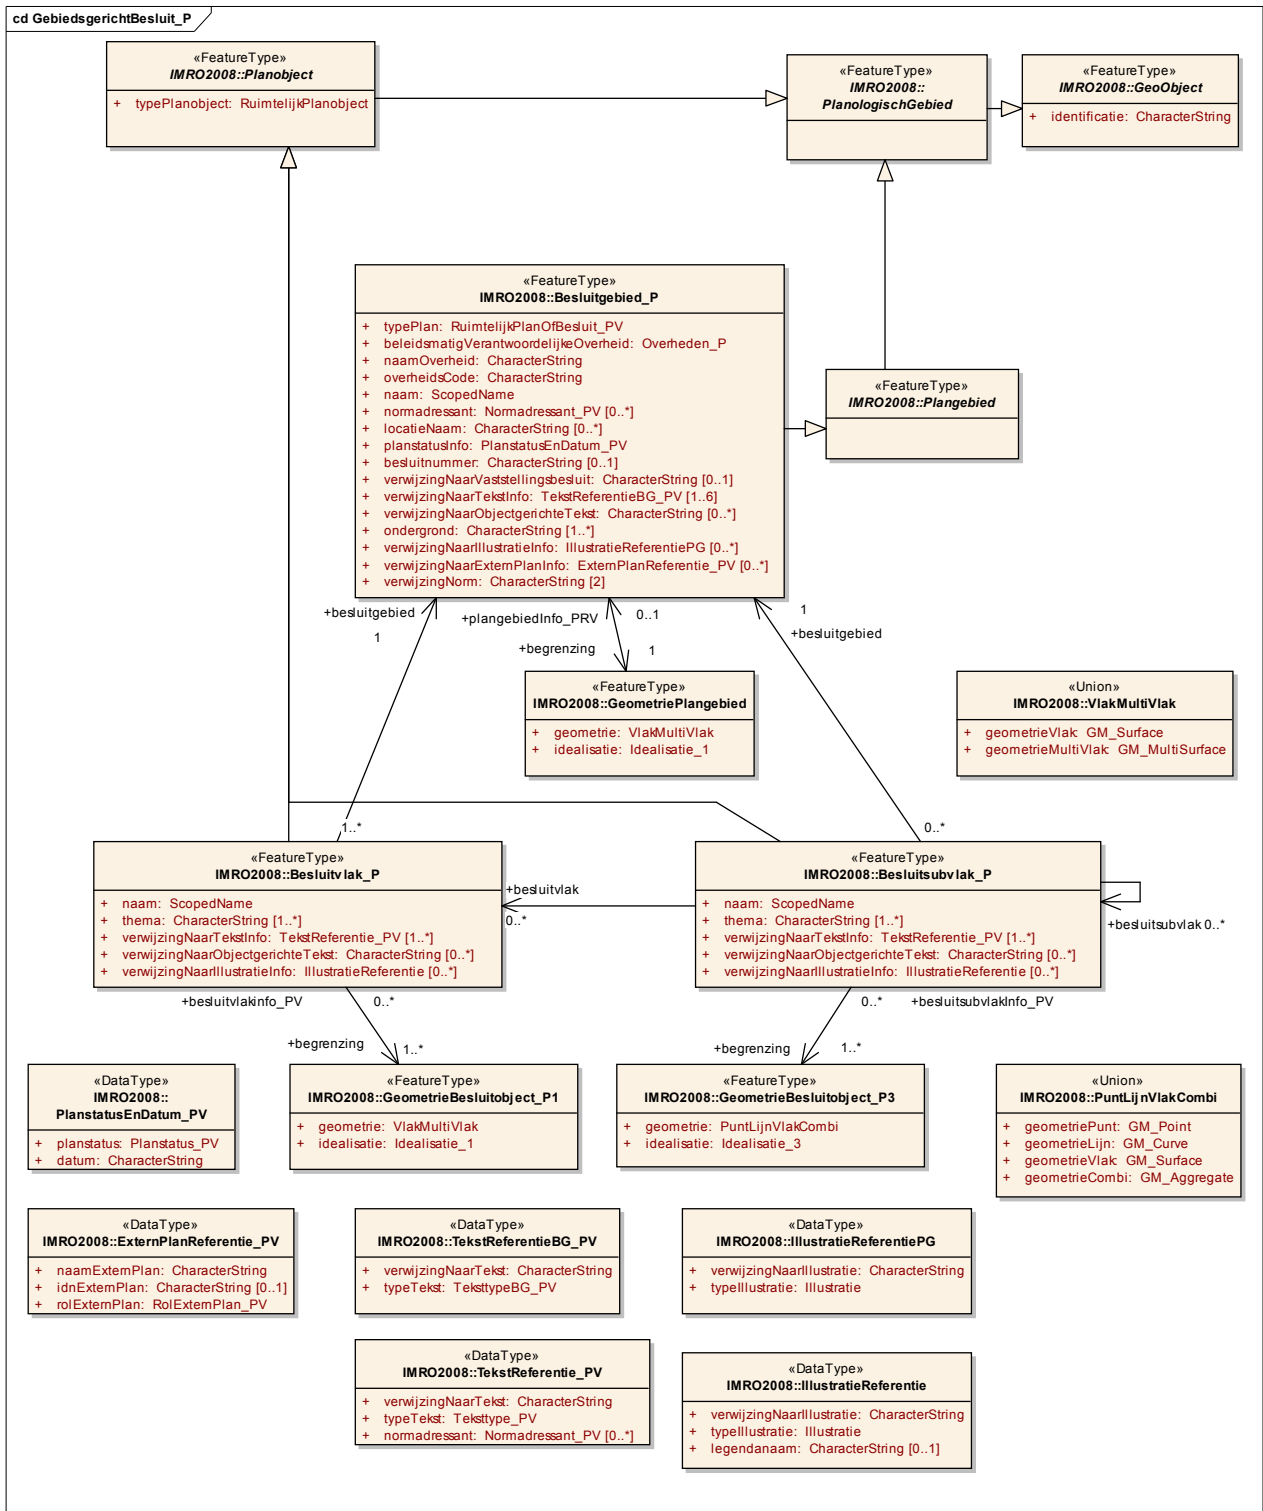 cd GebiedsgerichtBesluit_P
«FeatureType»
IMRO2008::Planobject
+ typePlanobject: RuimtelijkPlanobject
«FeatureType»
IMRO2008::
PlanologischGebied
«FeatureType»
IMRO2008::GeoObject
+ identificatie: CharacterString
«FeatureType»
IMRO2008::Besluitgebied_P
+ typePlan: RuimtelijkPlanOfBesluit_PV
+ beleidsmatigVerantwoordelijkeOverheid: Overheden_P
+ naamOverheid: CharacterString
+ overheidsCode: CharacterString
+ naam: ScopedName
+ normadressant: Normadressant_PV [0..*]
+ locatieNaam: CharacterString [0..*]
+ planstatusInfo: PlanstatusEnDatum_PV
+ besluitnummer: CharacterString [0..1]
+ verwijzingNaarVaststellingsbesluit: CharacterString [0..1]
+ verwijzingNaarTekstInfo: TekstReferentieBG_PV [1..6]
+ verwijzingNaarObjectgerichteTekst: CharacterString [0..*]
+ ondergrond: CharacterString [1..*]
+ verwijzingNaarIllustratieInfo: IllustratieReferentiePG [0..*]
+ verwijzingNaarExternPlanInfo: ExternPlanReferentie_PV [0..*]
+ verwijzingNorm: CharacterString [2]
«FeatureType»
IMRO2008::Plangebied
+besluitgebied
1
+plangebiedInfo_PRV
0..1
+begrenzing
1
1
+besluitgebied
«FeatureType»
IMRO2008::GeometriePlangebied
+ geometrie: VlakMultiVlak
+ idealisatie: Idealisatie_1
«Union»
IMRO2008::VlakMultiVlak
+ geometrieVlak: GM_Surface
+ geometrieMultiVlak: GM_MultiSurface
1..*
0..*
«FeatureType»
IMRO2008::Besluitvlak_P
+ naam: ScopedName
+ thema: CharacterString [1..*]
+ verwijzingNaarTekstInfo: TekstReferentie_PV [1..*]
+ verwijzingNaarObjectgerichteTekst: CharacterString [0..*]
+ verwijzingNaarIllustratieInfo: IllustratieReferentie [0..*]
+besluitvlak
0..*
«FeatureType»
IMRO2008::Besluitsubvlak_P
+ naam: ScopedName
+ thema: CharacterString [1..*]
+ verwijzingNaarTekstInfo: TekstReferentie_PV [1..*]
+ verwijzingNaarObjectgerichteTekst: CharacterString [0..*]
+ verwijzingNaarIllustratieInfo: IllustratieReferentie [0..*]
+besluitsubvlak 0..*
+besluitvlakinfo_PV
0..*
+begrenzing
1..*
0..*
+besluitsubvlakInfo_PV
+begrenzing
1..*
«DataType»
IMRO2008::
PlanstatusEnDatum_PV
+ planstatus: Planstatus_PV
+ datum: CharacterString
«FeatureType»
IMRO2008::GeometrieBesluitobject_P1
+ geometrie: VlakMultiVlak
+ idealisatie: Idealisatie_1
«FeatureType»
IMRO2008::GeometrieBesluitobject_P3
+ geometrie: PuntLijnVlakCombi
+ idealisatie: Idealisatie_3
«Union»
IMRO2008::PuntLijnVlakCombi
+ geometriePunt: GM_Point
+ geometrieLijn: GM_Curve
+ geometrieVlak: GM_Surface
+ geometrieCombi: GM_Aggregate
«DataType»
IMRO2008::ExternPlanReferentie_PV
+ naamExternPlan: CharacterString
+ idnExternPlan: CharacterString [0..1]
+ rolExternPlan: RolExternPlan_PV
«DataType»
IMRO2008::TekstReferentieBG_PV
+ verwijzingNaarTekst: CharacterString
+ typeTekst: TeksttypeBG_PV
«DataType»
IMRO2008::IllustratieReferentiePG
+ verwijzingNaarIllustratie: CharacterString
+ typeIllustratie: Illustratie
«DataType»
IMRO2008::TekstReferentie_PV
+ verwijzingNaarTekst: CharacterString
+ typeTekst: Teksttype_PV
+ normadressant: Normadressant_PV [0..*]
«DataType»
IMRO2008::IllustratieReferentie
+ verwijzingNaarIllustratie: CharacterString
+ typeIllustratie: Illustratie
+ legendanaam: CharacterString [0..1]